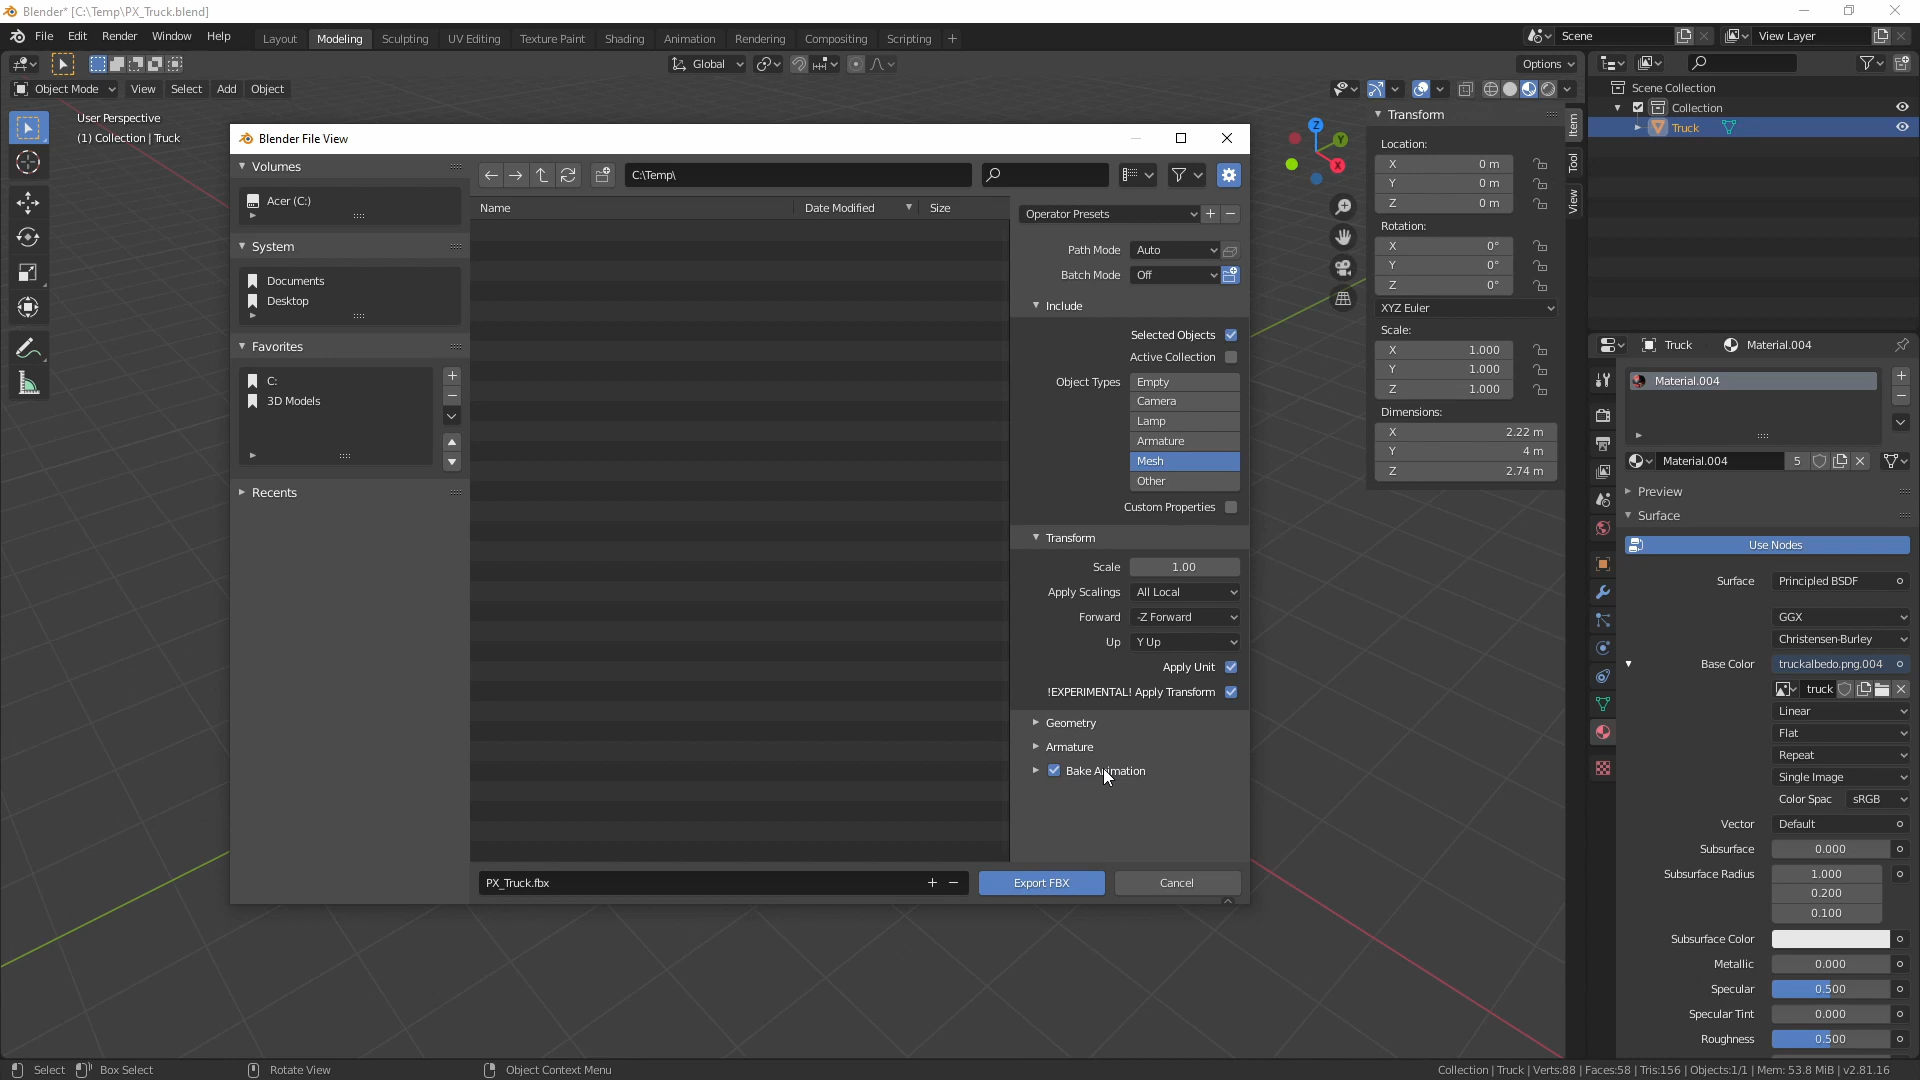 Blender* [C:\Temp\PX_Truck.blend]
File Edit Render Window Help
Layout Modeling Sculpting UV Editing Texture Paint Shading Animation Rendering Compositing Scripting +
Scene
View Layer
Global
Options
Object Mode View Select Add Object
User Perspective
(1) Collection | Truck
Blender File View
Volumes
Acer (C:)
System
Documents
Desktop
Favorites
C:
3D Models
Recents
C:\Temp\
Name Date Modified Size
Operator Presets
Path Mode Auto
Batch Mode Off
Include
Selected Objects
Active Collection
Object Types Empty
Camera
Lamp
Armature
Mesh
Other
Custom Properties
Transform
Scale 1.00
Apply Scalings All Local
Forward -Z Forward
Up Y Up
Apply Unit
!EXPERIMENTAL! Apply Transform
Geometry
Armature
Bake Animation
PX_Truck.fbx
Export FBX
Cancel
Z
Y
X
Transform
Location:
X 0 m
Y 0 m
Z 0 m
Rotation:
X 0°
Y 0°
Z 0°
XYZ Euler
Scale:
X 1.000
Y 1.000
Z 1.000
Dimensions:
X 2.22 m
Y 4 m
Z 2.74 m
Item
Tool
View
Scene Collection
Collection
Truck
Truck Material.004
Material.004
Material.004 5
Preview
Surface
Use Nodes
Surface Principled BSDF
GGX
Christensen-Burley
Base Color truckalbedo.png.004
truck
Linear
Flat
Repeat
Single Image
Color Spac sRGB
Vector Default
Subsurface 0.000
Subsurface Radius 1.000
0.200
0.100
Subsurface Color
Metallic 0.000
Specular 0.500
Specular Tint 0.000
Roughness 0.500
Select Box Select Rotate View Object Context Menu
Collection | Truck | Verts:88 | Faces:58 | Tris:156 | Objects:1/1 | Mem: 53.8 MiB | v2.81.16